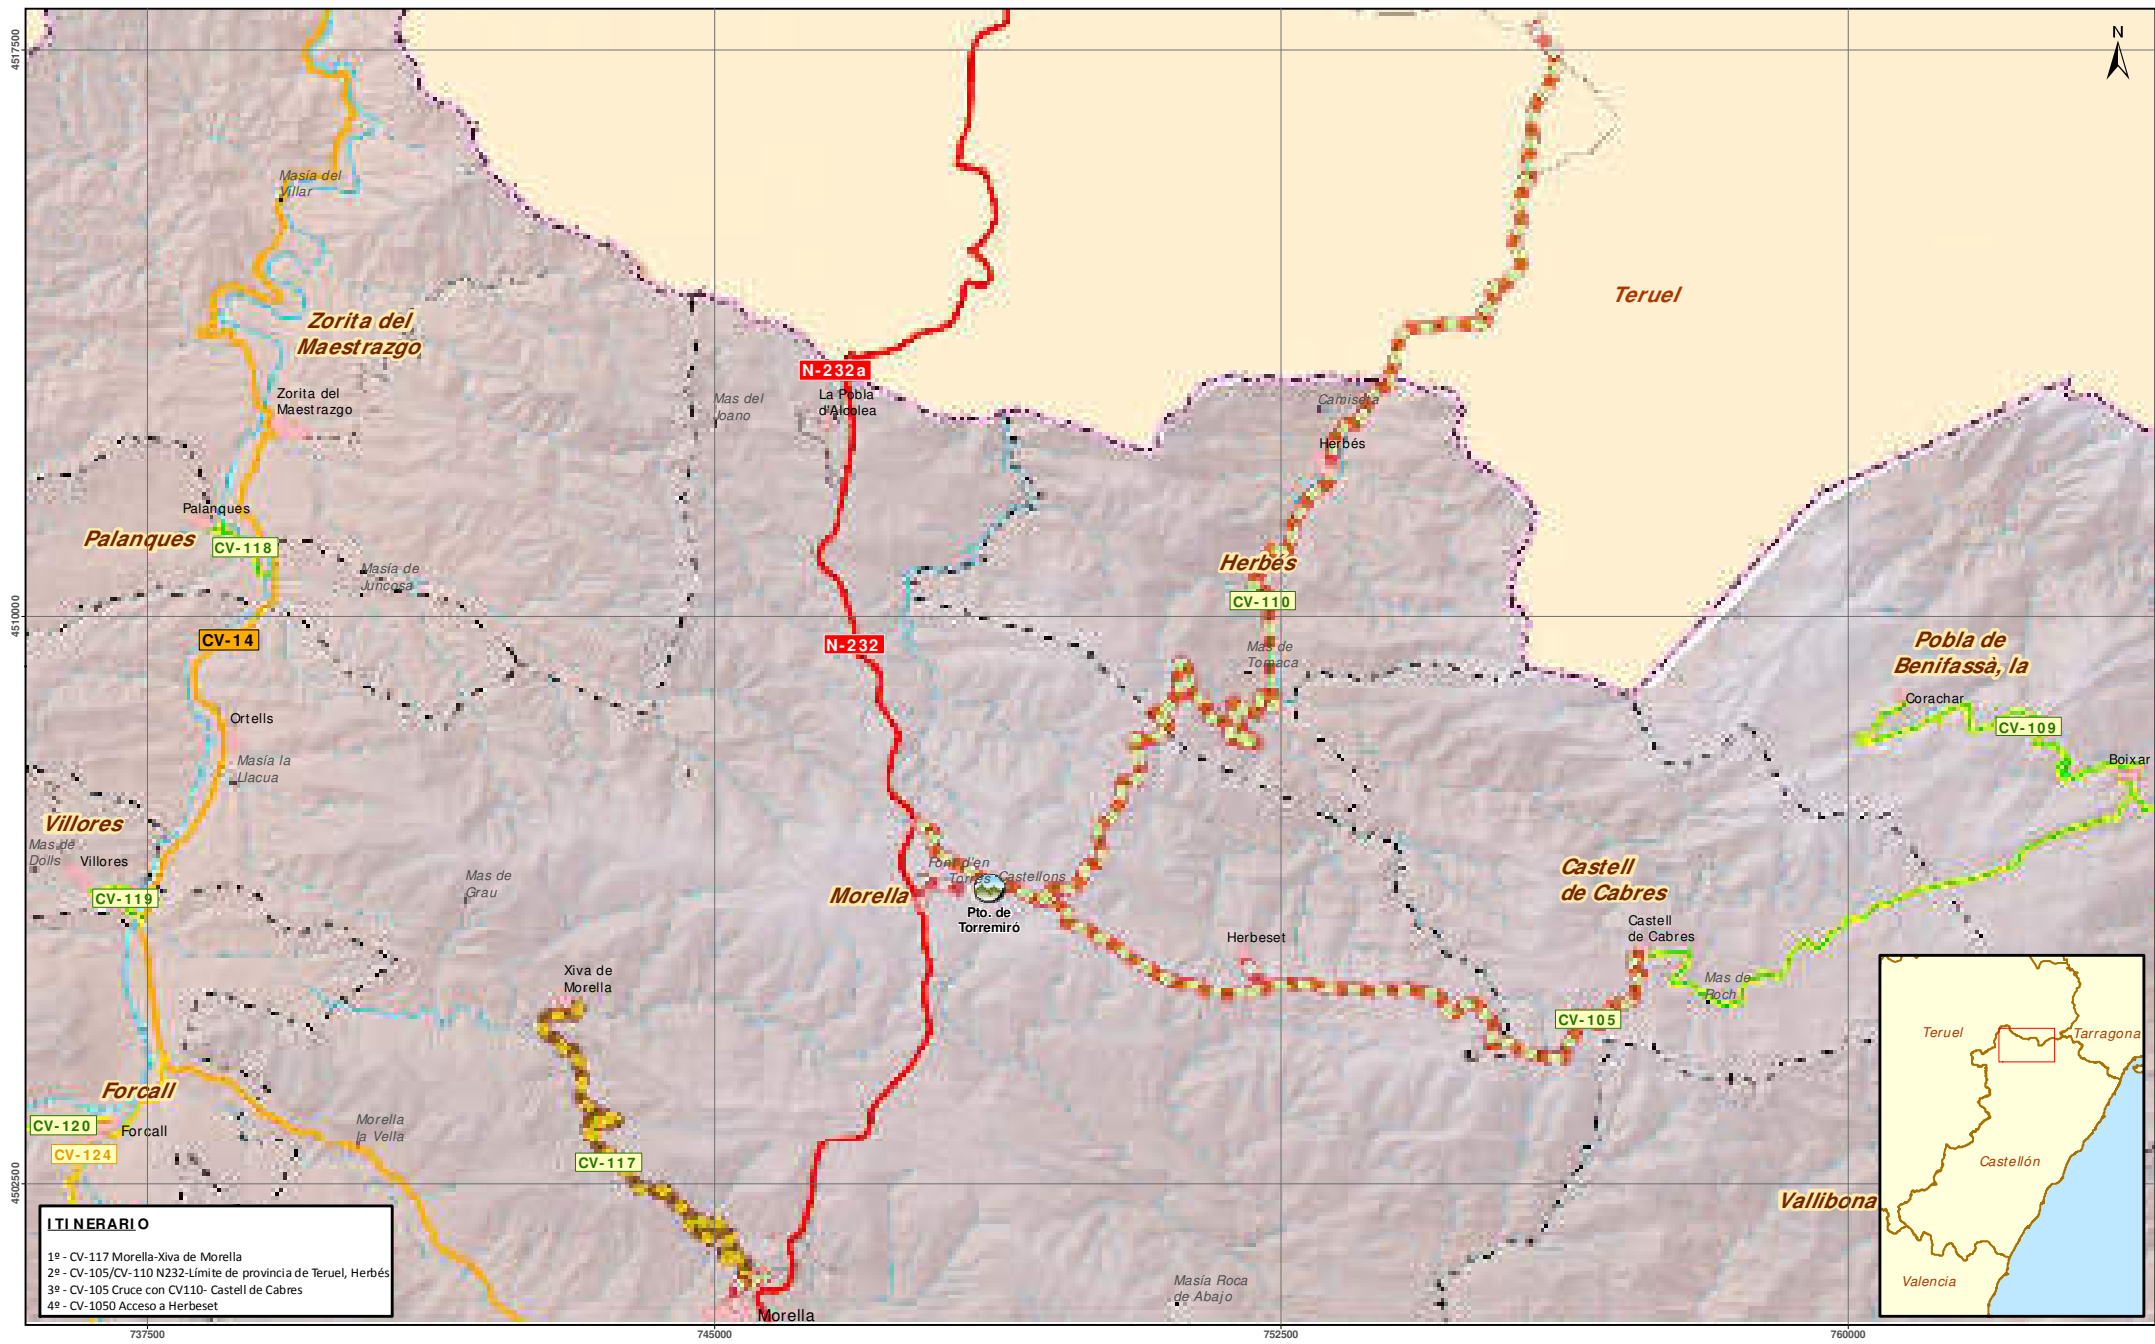 N
4517500
4510000
4502500
737500
745000
752500
760000
Masía del
Villar
Zorita del
Maestrazgo
Zorita del
Maestrazgo
Palanques
Palanques
CV-118
Masía de
Juncosa
CV-14
Ortells
Masía la
Llacua
Villores
Mas de
Dolls
Villores
CV-119
Mas de
Grau
Xiva de
Morella
Forcall
CV-120
Forcall
CV-124
Morella
la Vella
CV-117
Morella
N-232a
La Pobla
d'Alcolea
Mas del
Joano
N-232
Teruel
Camiseta
Herbés
Herbés
CV-110
Mas de
Tomaca
Font d'en
Torres
Castellons
Morella
Pto. de
Torremiró
Herbeset
Pobla de
Benifassà, la
Corachar
CV-109
Boixar
Castell
de Cabres
Castell
de Cabres
Mas de
Roch
CV-105
Vallibona
Masía Roca
de Abajo
ITINERARIO
1º - CV-117 Morella-Xiva de Morella
2º - CV-105/CV-110 N232-Límite de provincia de Teruel, Herbés
3º - CV-105 Cruce con CV110- Castell de Cabres
4º - CV-1050 Acceso a Herbeset
Teruel
Tarragona
Castellón
Valencia